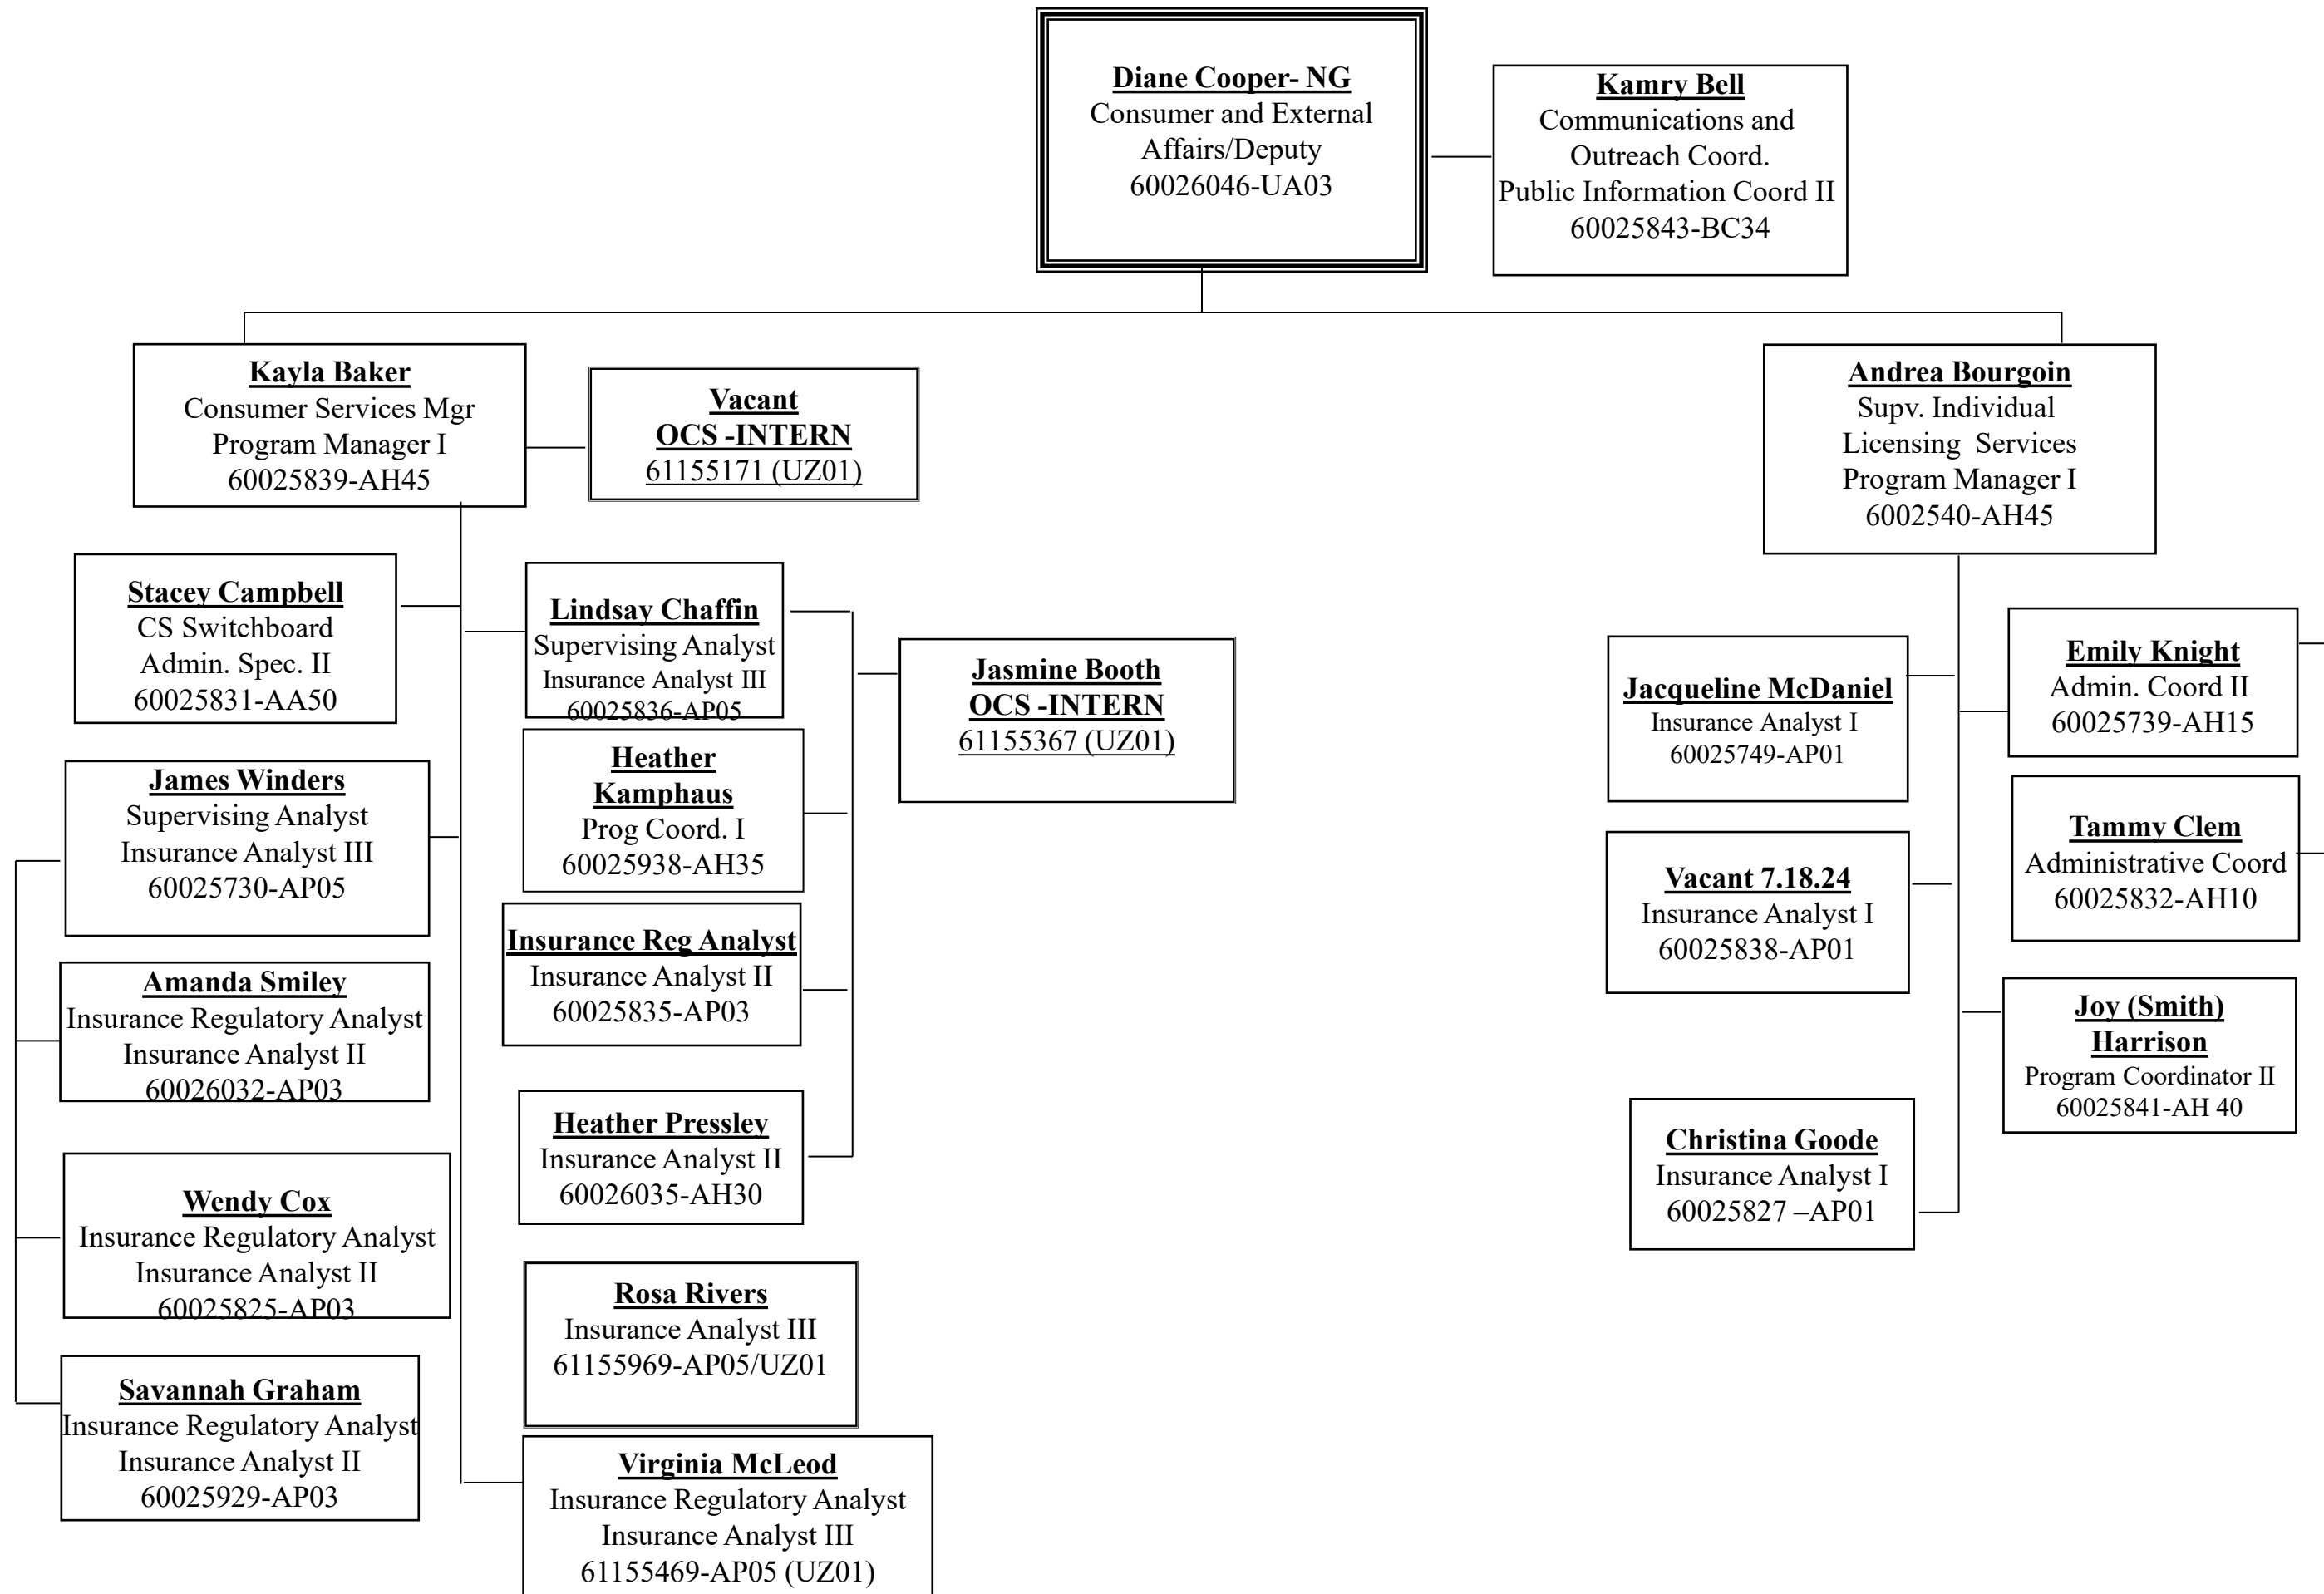 Diane Cooper- NG
Consumer and External
Affairs/Deputy
60026046-UA03
Kamry Bell
Communications and
Outreach Coord.
Public Information Coord II
60025843-BC34
Kayla Baker
Consumer Services Mgr
Program Manager I
60025839-AH45
Vacant
OCS -INTERN
61155171 (UZ01)
Andrea Bourgoin
Supv. Individual
Licensing  Services
Program Manager I
6002540-AH45
Stacey Campbell
CS Switchboard
Admin. Spec. II
60025831-AA50
Lindsay Chaffin
Supervising Analyst
Insurance Analyst III
60025836-AP05
Jasmine Booth
OCS -INTERN
61155367 (UZ01)
Jacqueline McDaniel
Insurance Analyst I
60025749-AP01
Emily Knight
Admin. Coord II
60025739-AH15
James Winders
Supervising Analyst
Insurance Analyst III
60025730-AP05
Heather
Kamphaus
Prog Coord. I
60025938-AH35
Vacant 7.18.24
Insurance Analyst I
60025838-AP01
Tammy Clem
Administrative Coord
60025832-AH10
Amanda Smiley
Insurance Regulatory Analyst
Insurance Analyst II
60026032-AP03
Insurance Reg Analyst
Insurance Analyst II
60025835-AP03
Joy (Smith)
Harrison
Program Coordinator II
60025841-AH 40
Wendy Cox
Insurance Regulatory Analyst
Insurance Analyst II
60025825-AP03
Heather Pressley
Insurance Analyst II
60026035-AH30
Christina Goode
Insurance Analyst I
60025827 –AP01
Rosa Rivers
Insurance Analyst III
61155969-AP05/UZ01
Savannah Graham
Insurance Regulatory Analyst
Insurance Analyst II
60025929-AP03
Virginia McLeod
Insurance Regulatory Analyst
Insurance Analyst III
61155469-AP05 (UZ01)